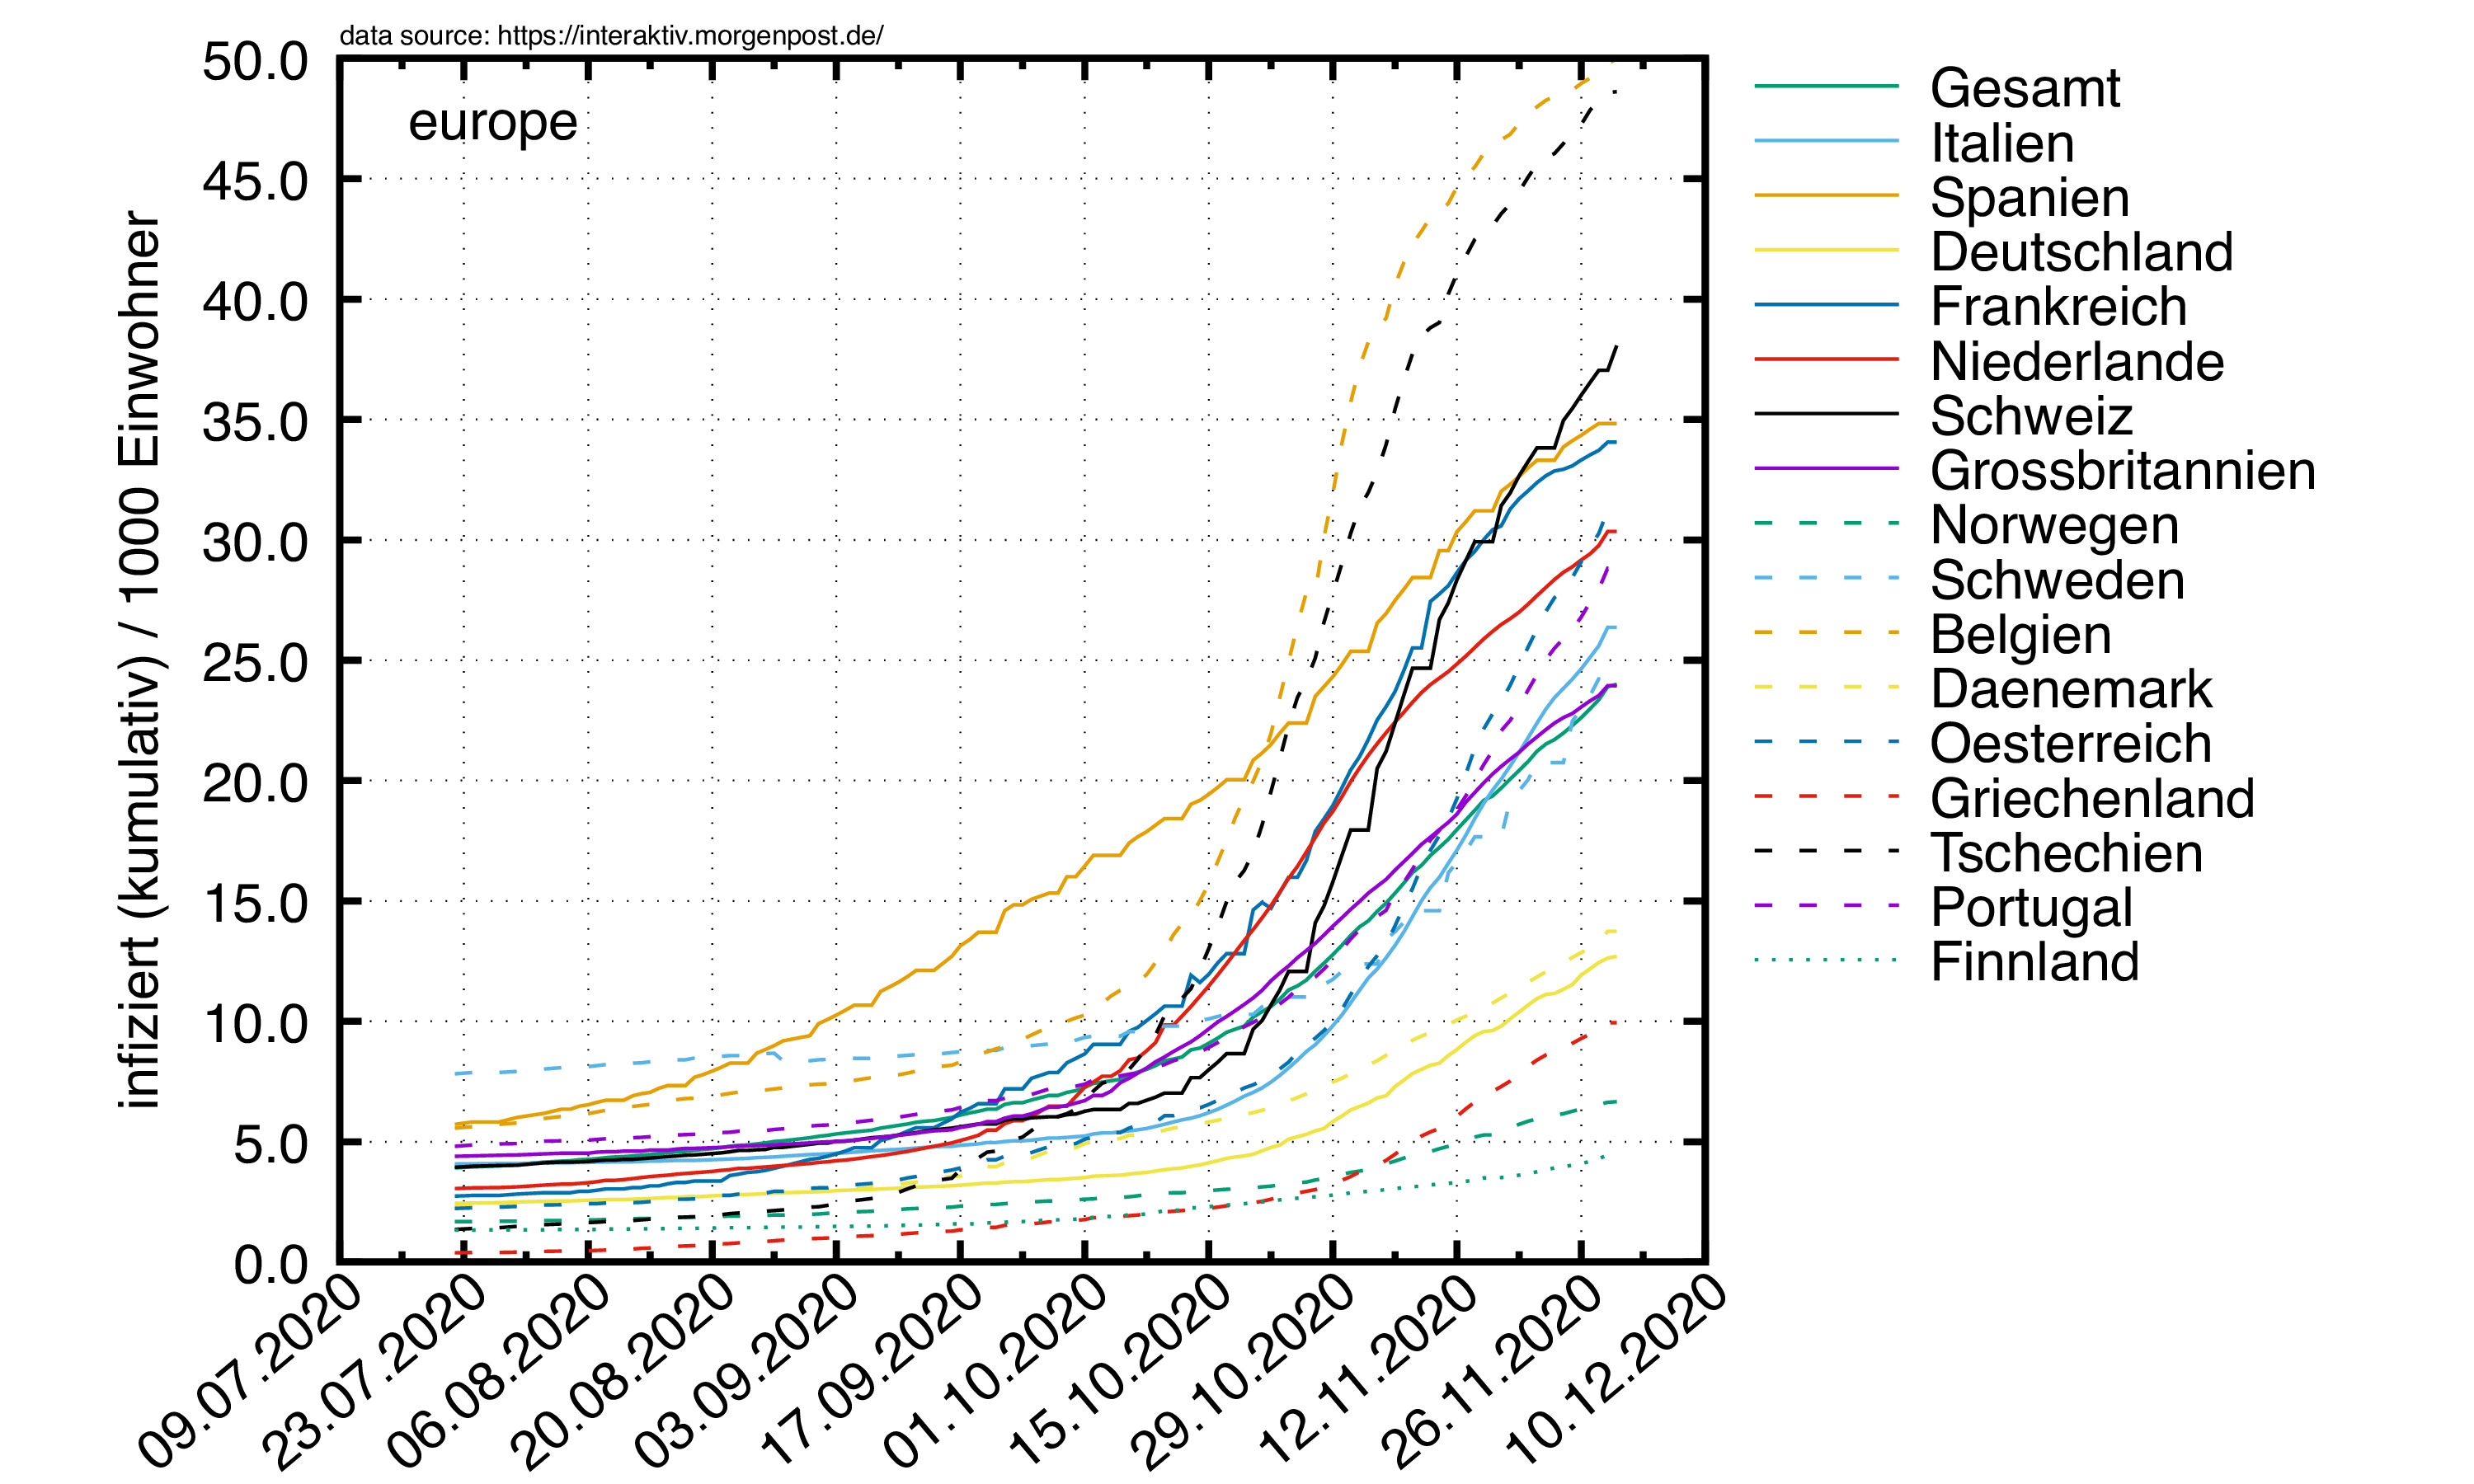 data source: https://interaktiv.morgenpost.de/
europe
infiziert (kumulativ) / 1000 Einwohner
50.0
45.0
40.0
35.0
30.0
25.0
20.0
15.0
10.0
5.0
0.0
09.07.2020
23.07.2020
06.08.2020
20.08.2020
03.09.2020
17.09.2020
01.10.2020
15.10.2020
29.10.2020
12.11.2020
26.11.2020
10.12.2020
Gesamt
Italien
Spanien
Deutschland
Frankreich
Niederlande
Schweiz
Grossbritannien
Norwegen
Schweden
Belgien
Daenemark
Oesterreich
Griechenland
Tschechien
Portugal
Finnland